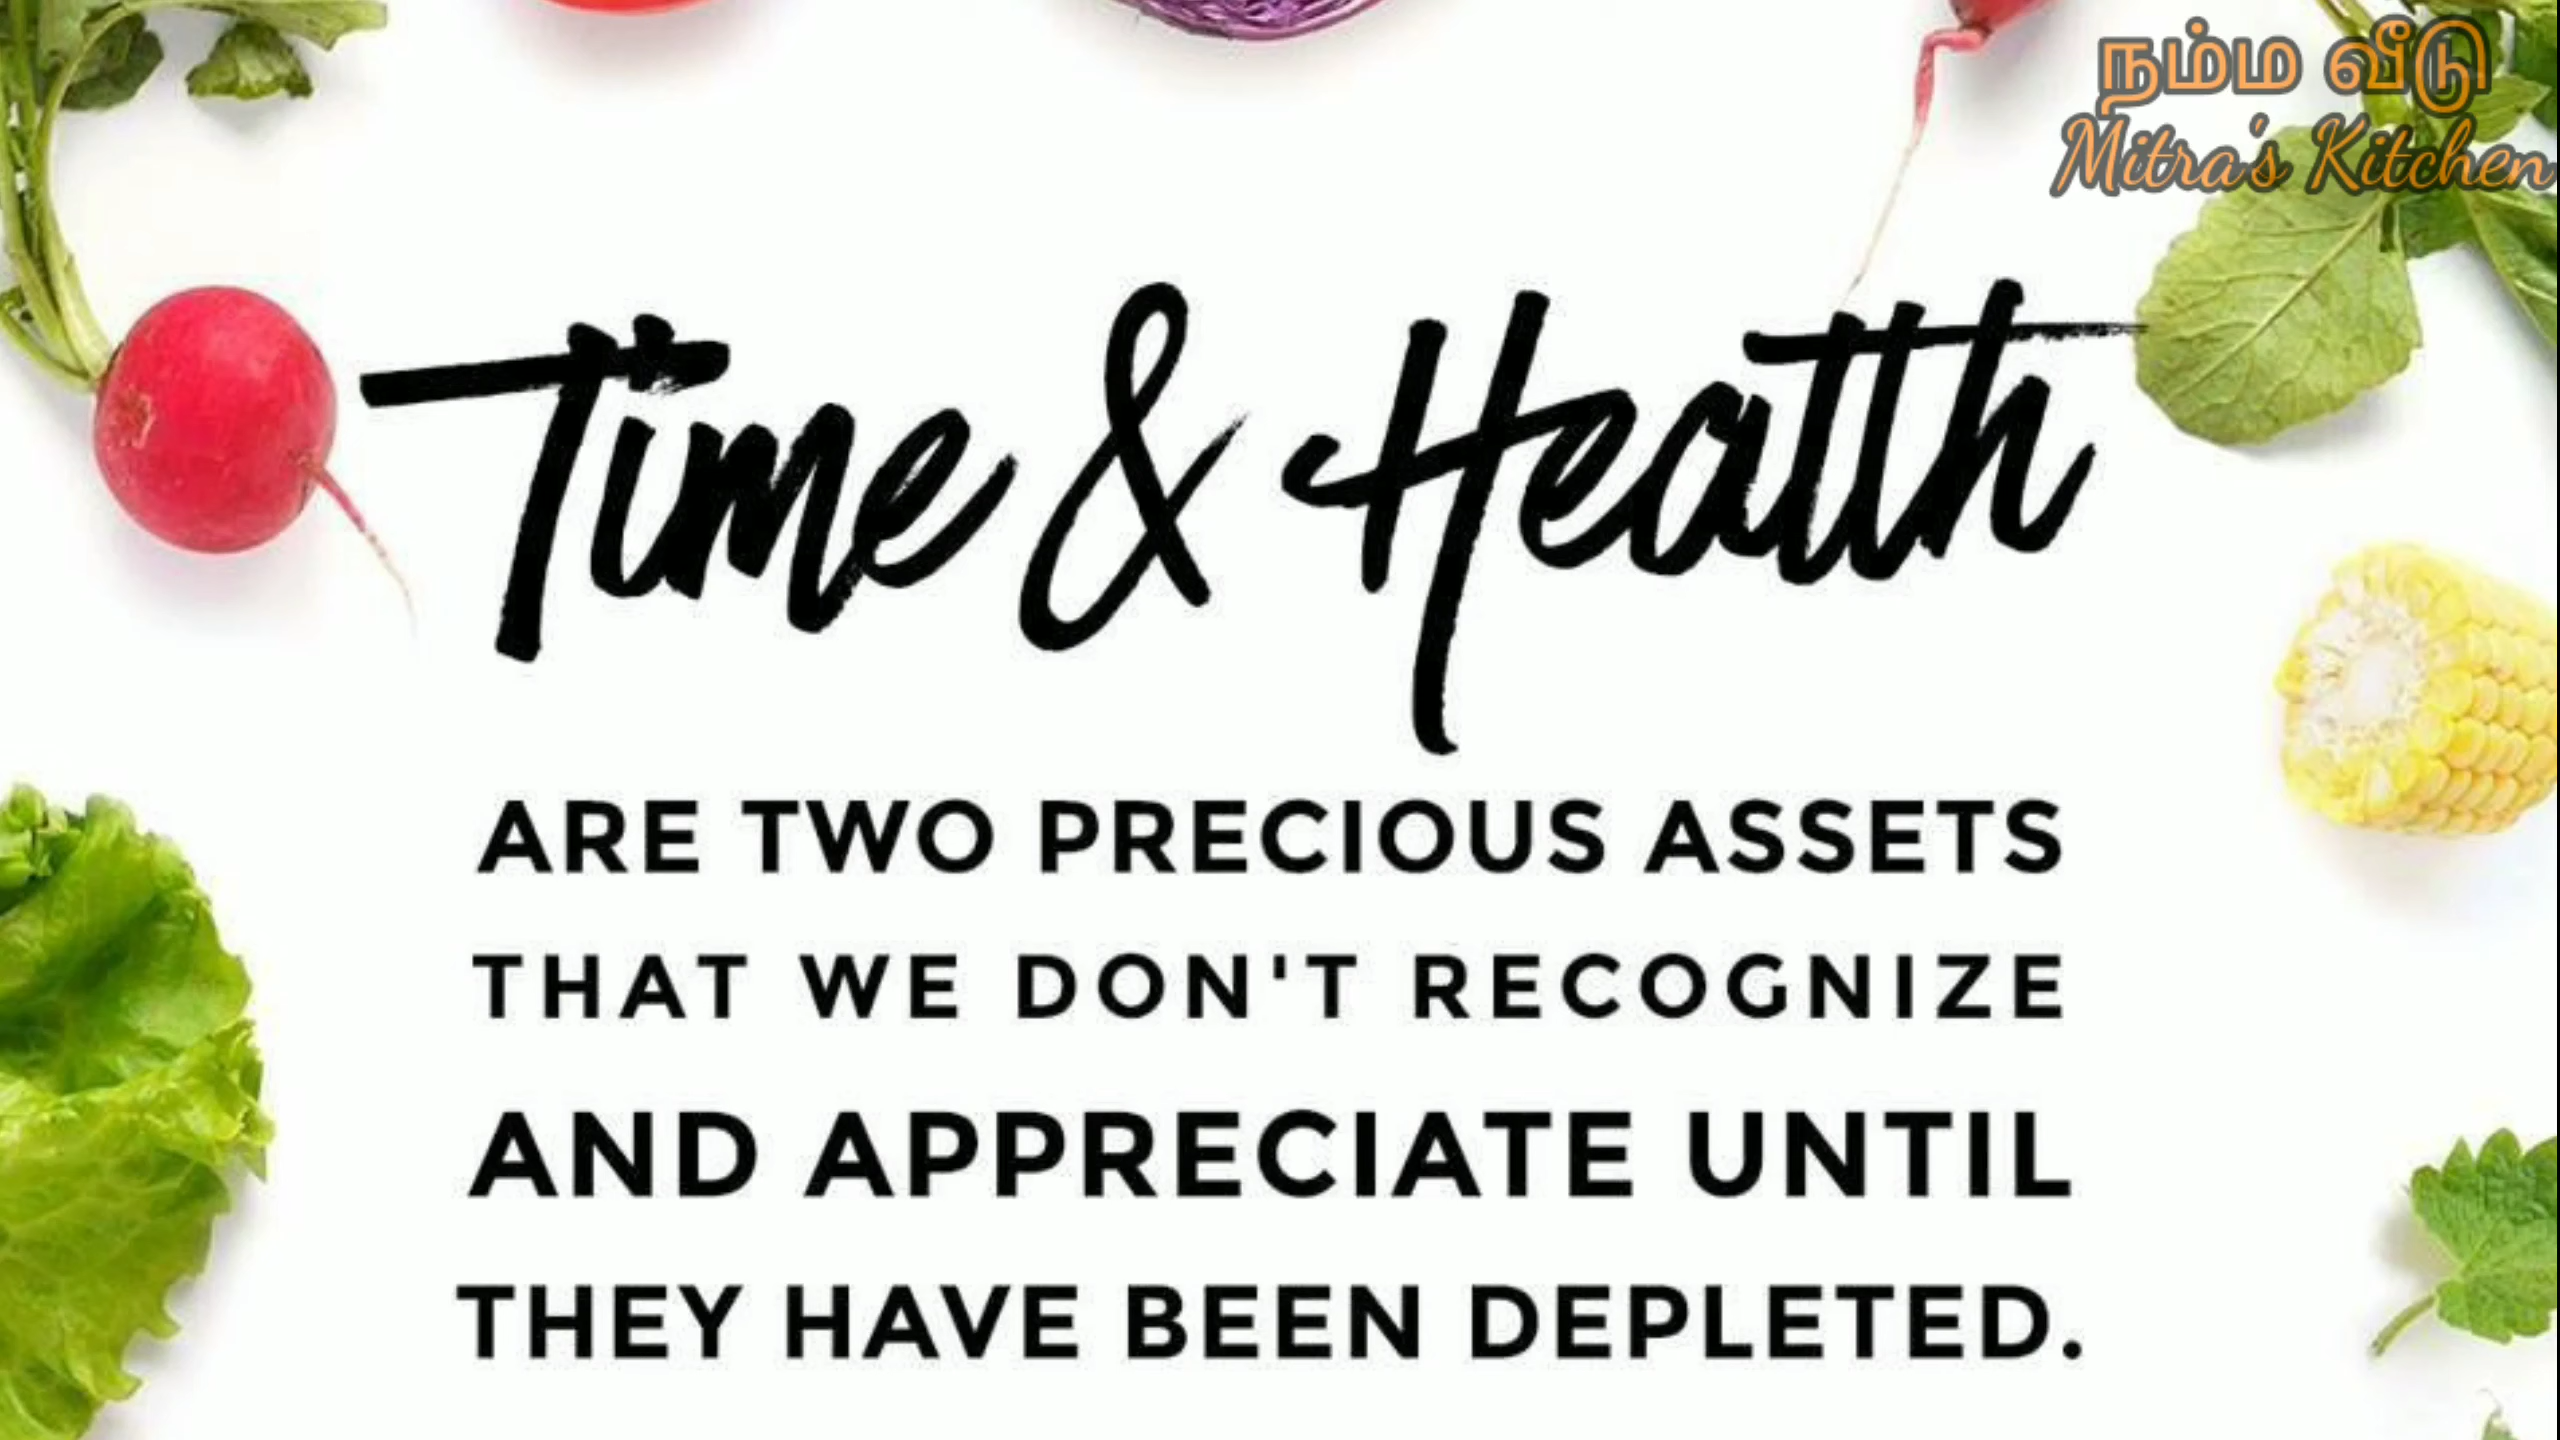 நம்ம வீடு
Mitra's Kitchen
Time & Health
ARE TWO PRECIOUS ASSETS
THAT WE DON'T RECOGNIZE
AND APPRECIATE UNTIL
THEY HAVE BEEN DEPLETED.